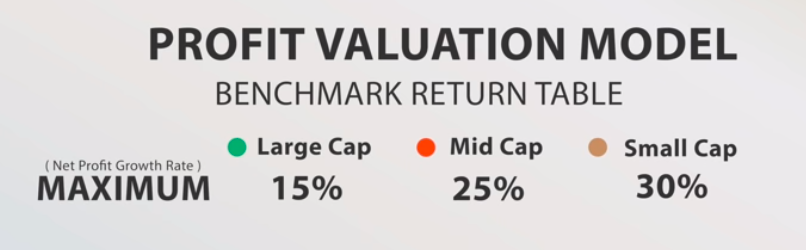 PROFIT VALUATION MODEL
BENCHMARK RETURN TABLE
Large Cap Mid Cap Small Cap
( Net Profit Growth Rate )
MAXIMUM 15% 25% 30%